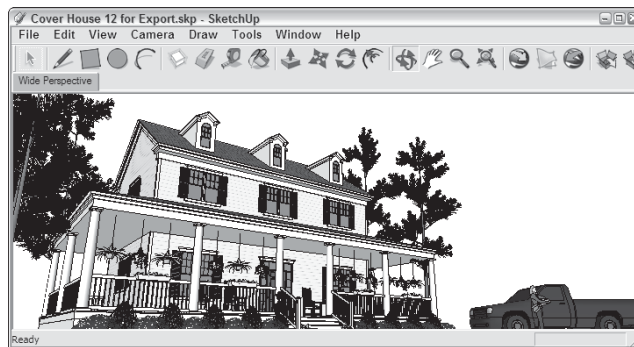 Cover House 12 for Export.skp - SketchUp
File Edit View Camera Draw Tools Window Help
Wide Perspective
Ready